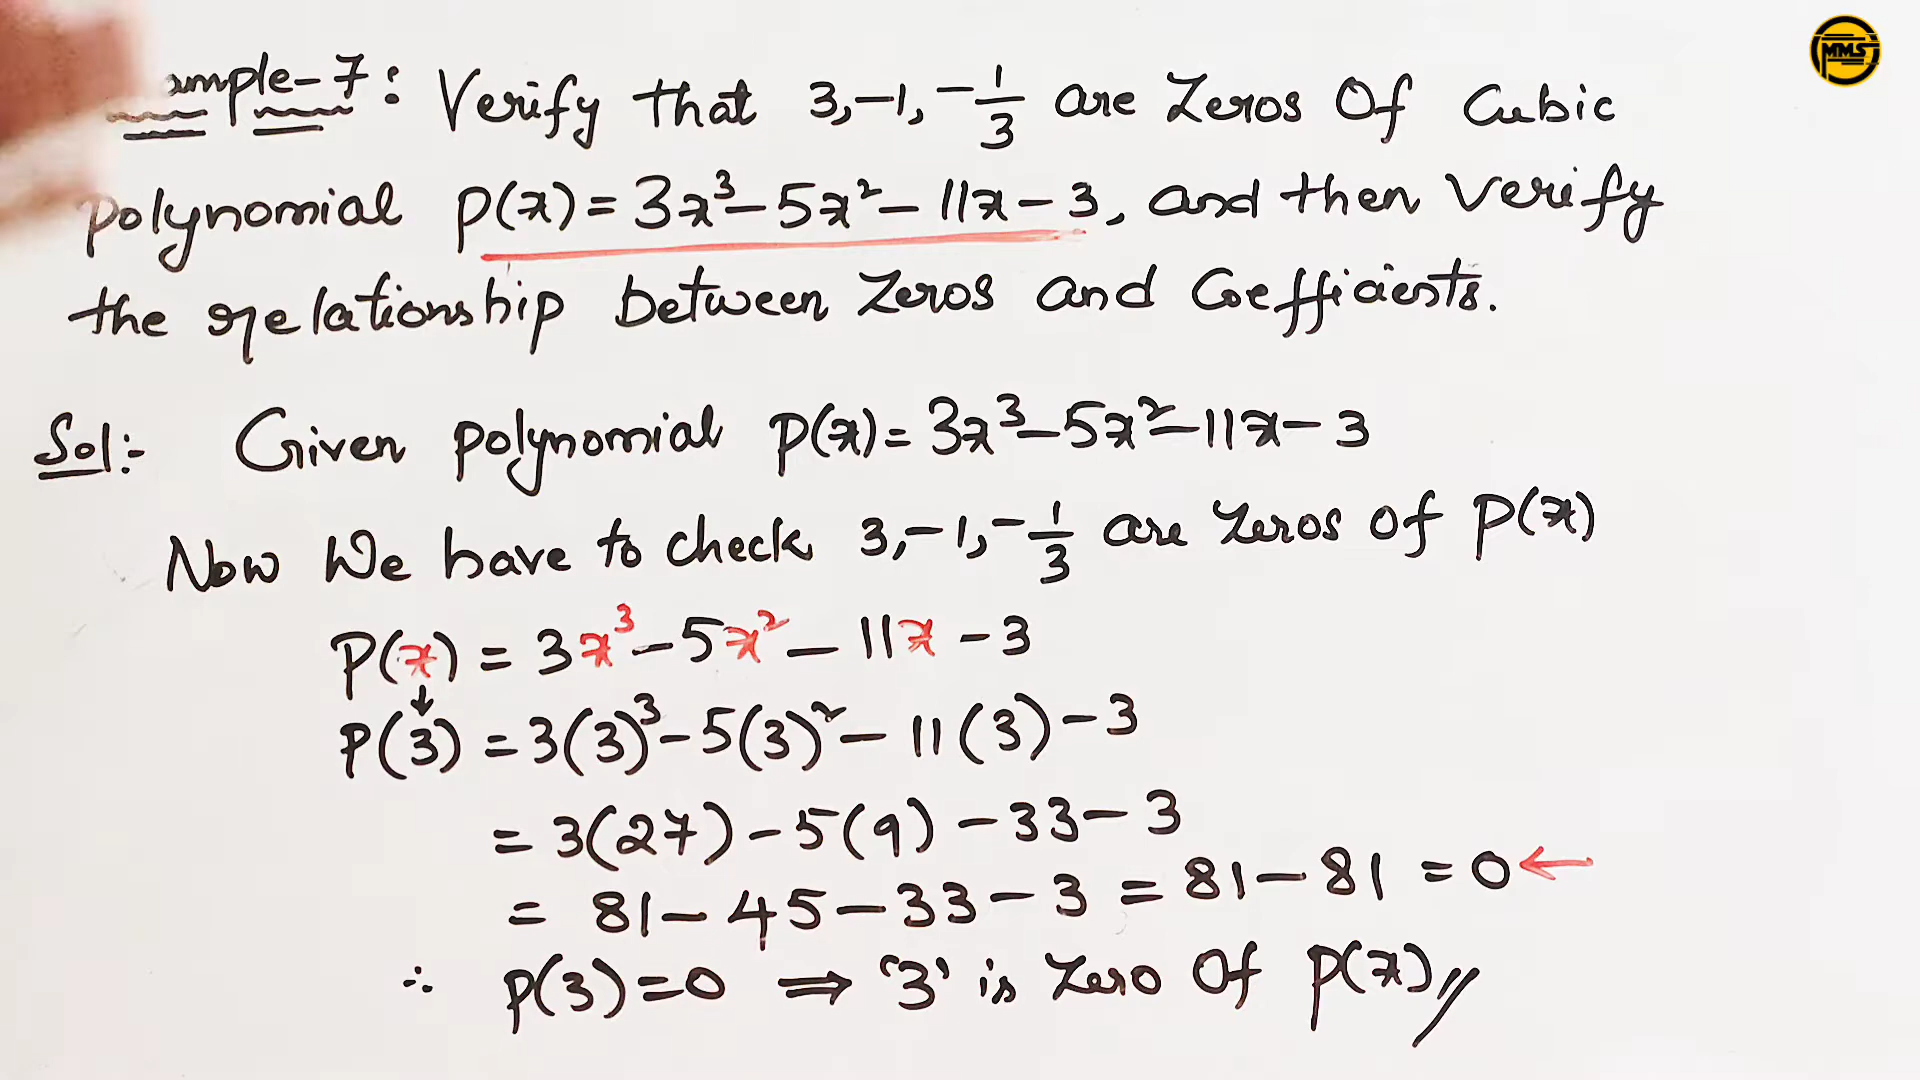 ample-7: Verify that 3,-1, -1/3 are Zeros Of Cubic
polynomial p(x)= 3x³-5x²-11x-3, and then Verify
the relationship between Zeros and Coefficients.
Sol:- Given polynomial p(x)= 3x³-5x²-11x-3
Now We have to check 3,-1,-1/3 are Zeros of p(x)
P(x) = 3x³-5x²-11x-3
↓
P(3) = 3(3)³-5(3)²-11(3)-3
= 3(27)-5(9)-33-3
= 81-45-33-3 = 81-81 = 0 ←
∴ p(3)=0 ⇒ '3' is Zero Of p(x)//
MMS